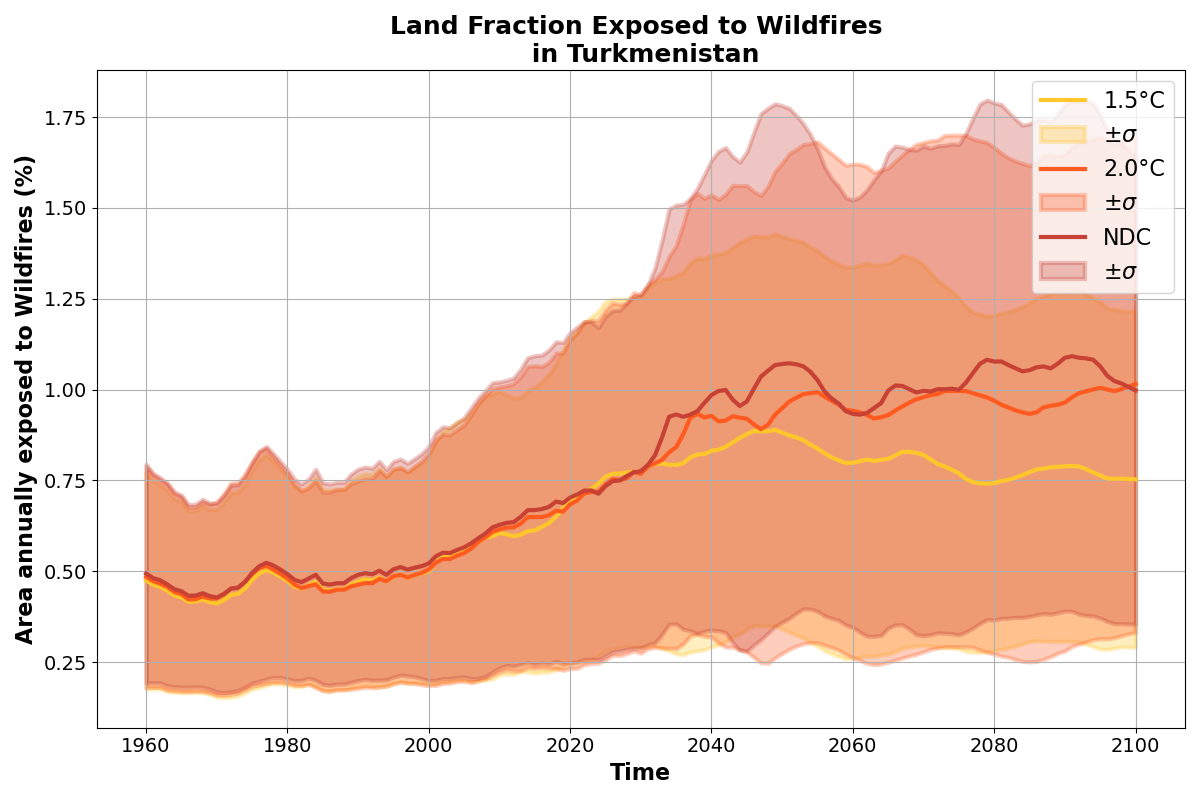 Land Fraction Exposed to Wildfires
in Turkmenistan
Area annually exposed to Wildfires (%)
1.75
1.50
1.25
1.00
0.75
0.50
0.25
1.5°C
±σ
2.0°C
±σ
NDC
±σ
1960 1980 2000 2020 2040 2060 2080 2100
Time